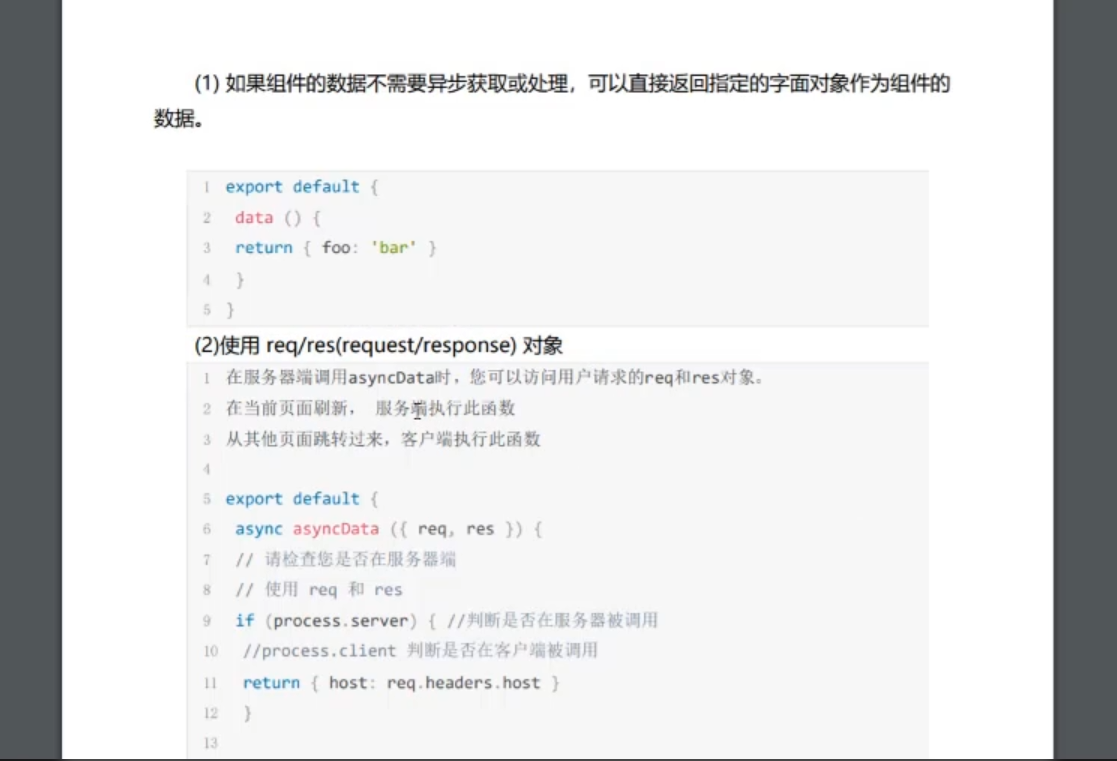 (1) 如果组件的数据不需要异步获取或处理，可以直接返回指定的字面对象作为组件的
数据。
1 export default {
2 data () {
3 return { foo: 'bar' }
4 }
5 }
(2)使用 req/res(request/response) 对象
1 在服务器端调用asyncData时，您可以访问用户请求的req和res对象。
2 在当前页面刷新， 服务端执行此函数
3 从其他页面跳转过来，客户端执行此函数
4
5 export default {
6 async asyncData ({ req, res }) {
7 // 请检查您是否在服务器端
8 // 使用 req 和 res
9 if (process.server) { //判断是否在服务器被调用
10 //process.client 判断是否在客户端被调用
11 return { host: req.headers.host }
12 }
13